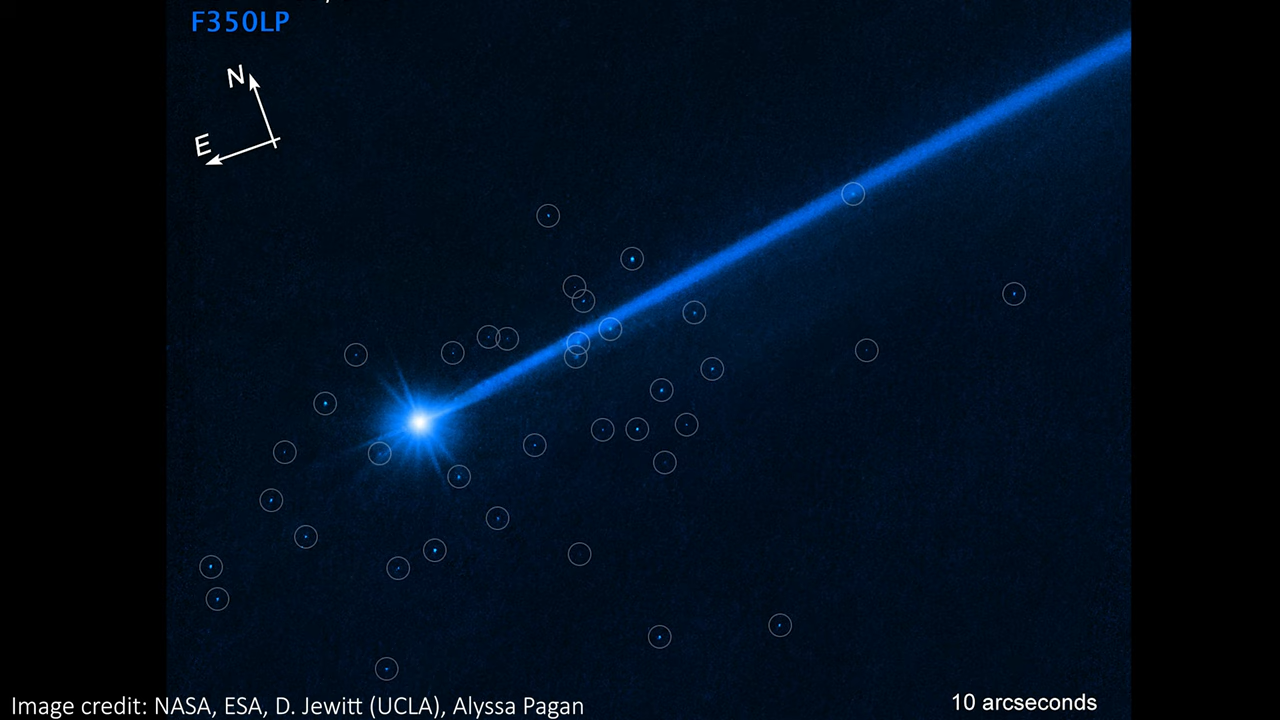 F350LP
N
E
10 arcseconds
Image credit: NASA, ESA, D. Jewitt (UCLA), Alyssa Pagan